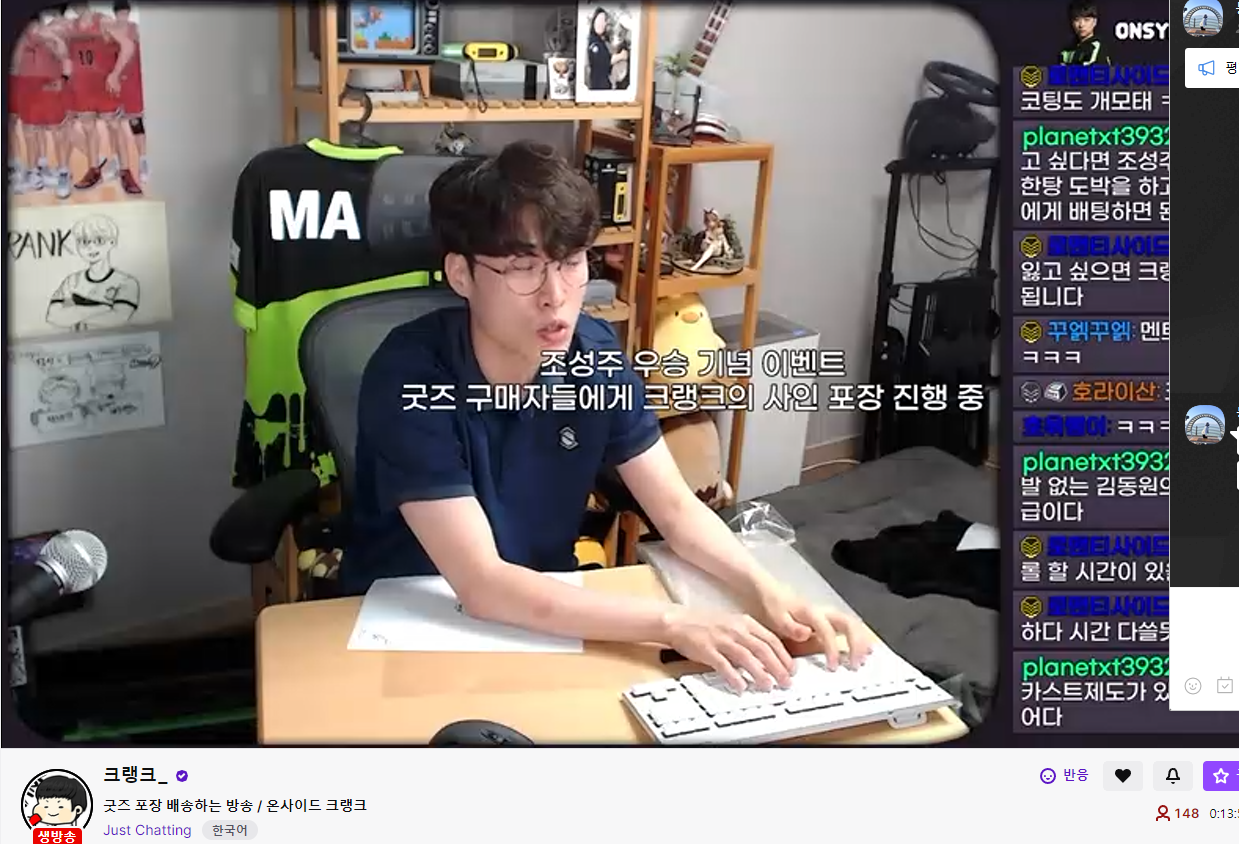 ONSY
코팅도 개모태 ㅋ
planetxt3932
고 싶다면 조성주
한탕 도박을 하고
에게 배팅하면 된
잃고 싶으면 크랭
됩니다
꾸엙꾸엙: 멘트
ㅋㅋㅋ
호라이산:
ㅋㅋㅋ
planetxt3932
발 없는 김동원으
급이다
롤 할 시간이 있을
하다 시간 다쓸듯
planetxt3932
카스트제도가 있
어다
평
RANK
MA
조성주 우승 기념 이벤트
굿즈 구매자들에게 크랭크의 사인 포장 진행 중
크랭크_
굿즈 포장 배송하는 방송 / 온사이드 크랭크
Just Chatting
한국어
생방송
반응
148
0:13:5